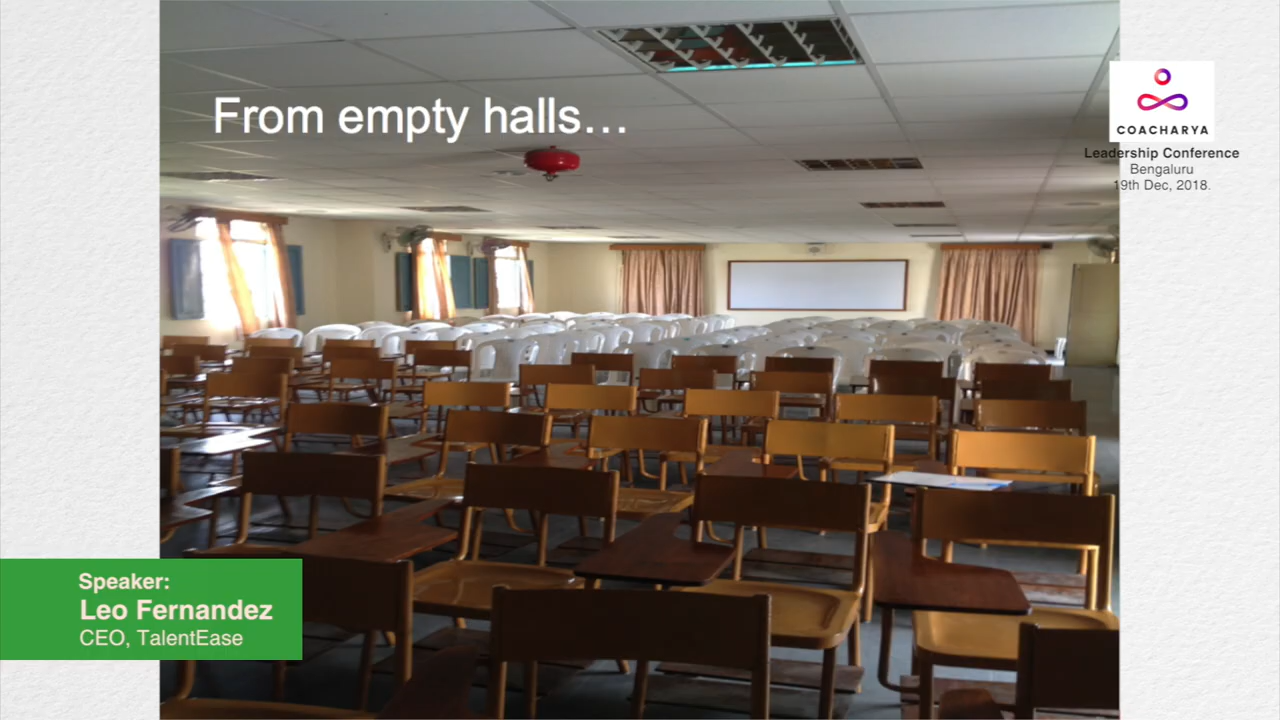 From empty halls…
COACHARYA
Leadership Conference
Bengaluru
19th Dec, 2018.
Speaker:
Leo Fernandez
CEO, TalentEase